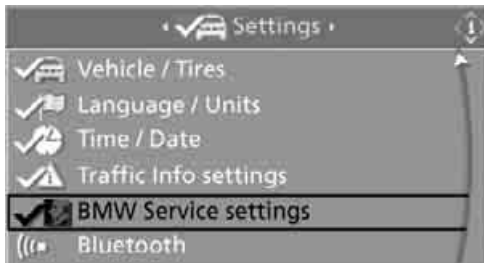 Settings
i
Vehicle / Tires
Language / Units
Time / Date
Traffic Info settings
BMW Service settings
Bluetooth